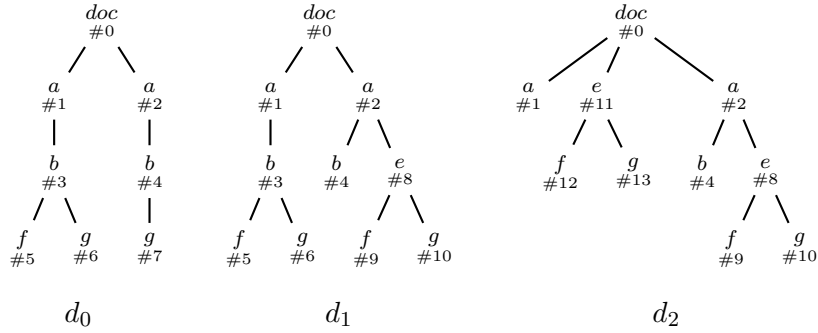 doc doc doc
#0 #0 #0
a a a a a e a
#1 #2 #1 #2 #1 #11 #2
b b b b e f g b e
#3 #4 #3 #4 #8 #12 #13 #4 #8
f g g f g f g f g
#5 #6 #7 #5 #6 #9 #10 #9 #10
d₀ d₁ d₂